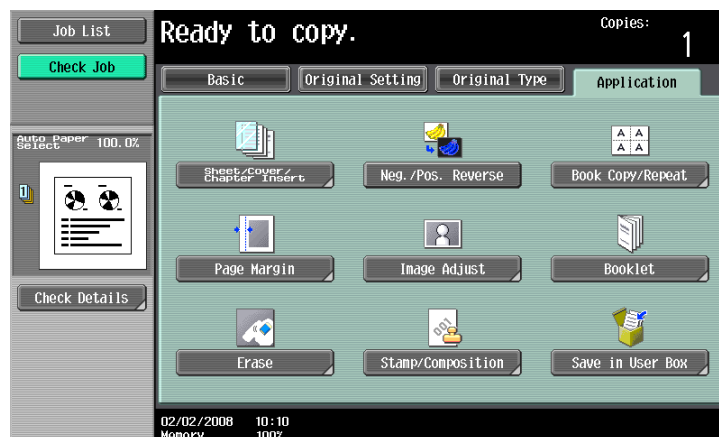 Job List
Check Job
Ready to copy.
Copies:
1
Basic
Original Setting
Original Type
Application
Auto Paper
Select
100.0%
1
Sheet/Cover/
Chapter Insert
Neg./Pos. Reverse
A A
A A
Book Copy/Repeat
Page Margin
Image Adjust
Booklet
Check Details
001
Erase
Stamp/Composition
Save in User Box
02/02/2008 10:10
Memory 100%